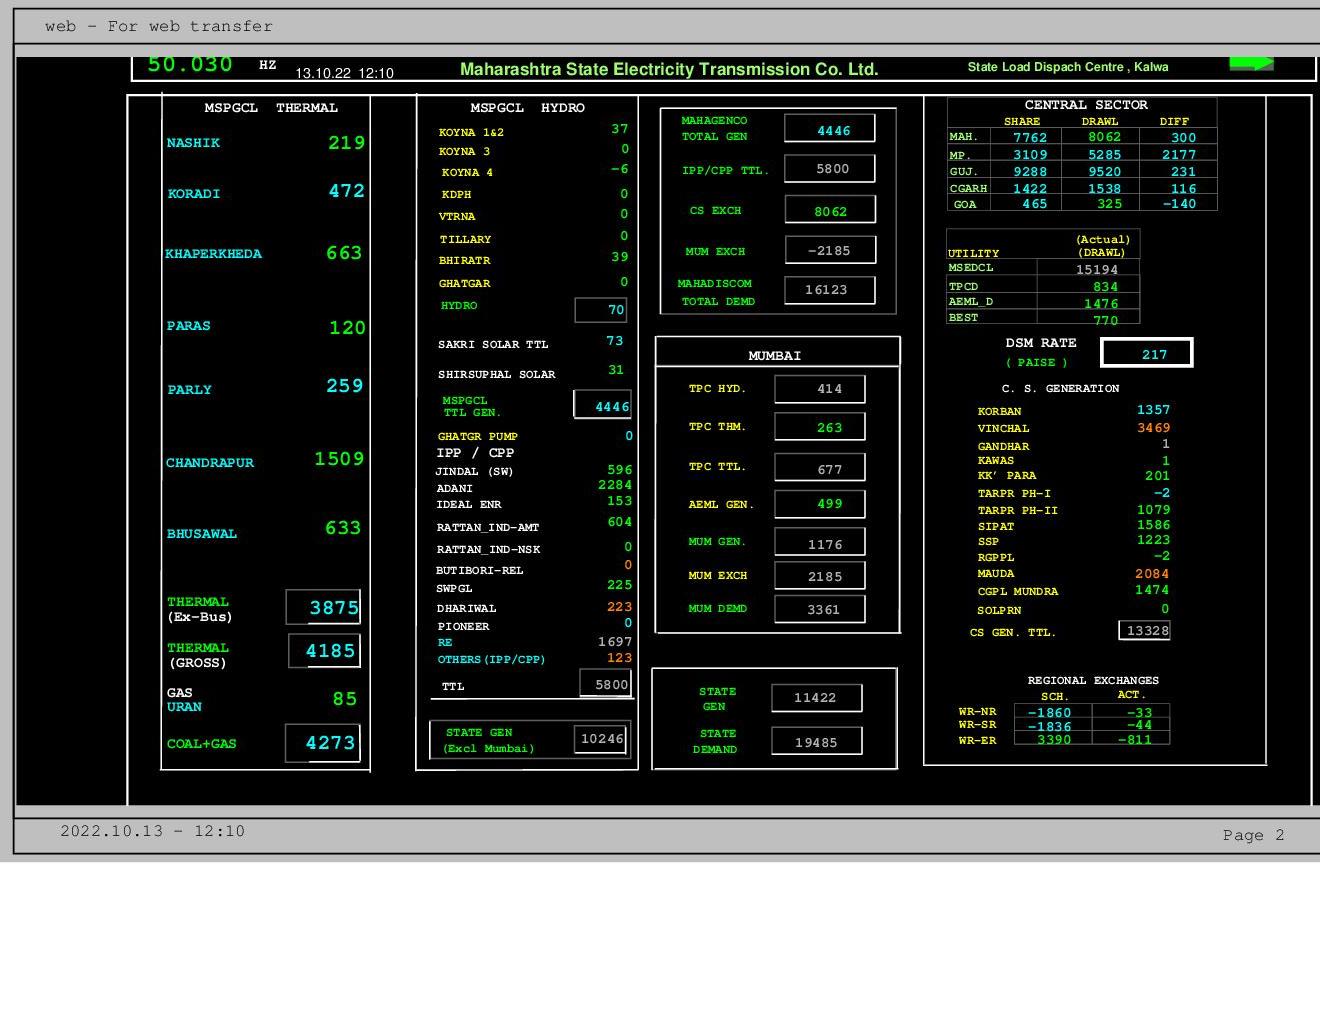 web - For web transfer
50.030 HZ 13.10.22 12:10 Maharashtra State Electricity Transmission Co. Ltd. State Load Dispach Centre , Kalwa
MSPGCL THERMAL
NASHIK 219
KORADI 472
KHAPERKHEDA 663
PARAS 120
PARLY 259
CHANDRAPUR 1509
BHUSAWAL 633
THERMAL 3875
(Ex-Bus)
THERMAL 4185
(GROSS)
GAS 85
URAN
COAL+GAS 4273
MSPGCL HYDRO
KOYNA 1&2 37
KOYNA 3 0
KOYNA 4 -6
KDPH 0
VTRNA 0
TILLARY 0
BHIRATR 39
GHATGAR 0
HYDRO 70
SAKRI SOLAR TTL 73
SHIRSUPHAL SOLAR 31
MSPGCL
TTL GEN. 4446
GHATGR PUMP 0
IPP / CPP
JINDAL (SW) 596
ADANI 2284
IDEAL ENR 153
RATTAN_IND-AMT 604
RATTAN_IND-NSK 0
BUTIBORI-REL 0
SWPGL 225
DHARIWAL 223
PIONEER 0
RE 1697
OTHERS(IPP/CPP) 123
TTL 5800
STATE GEN 10246
(Excl Mumbai)
MAHAGENCO
TOTAL GEN 4446
IPP/CPP TTL. 5800
CS EXCH 8062
MUM EXCH -2185
MAHADISCOM 16123
TOTAL DEMD
MUMBAI
TPC HYD. 414
TPC THM. 263
TPC TTL. 677
AEML GEN. 499
MUM GEN. 1176
MUM EXCH 2185
MUM DEMD 3361
STATE 11422
GEN
STATE 19485
DEMAND
CENTRAL SECTOR
SHARE DRAWL DIFF
MAH. 7762 8062 300
MP. 3109 5285 2177
GUJ. 9288 9520 231
CGARH 1422 1538 116
GOA 465 325 -140
(Actual)
UTILITY (DRAWL)
MSEDCL 15194
TPCD 834
AEML_D 1476
BEST 770
DSM RATE 217
( PAISE )
C. S. GENERATION
KORBAN 1357
VINCHAL 3469
GANDHAR 1
KAWAS 1
KK' PARA 201
TARPR PH-I -2
TARPR PH-II 1079
SIPAT 1586
SSP 1223
RGPPL -2
MAUDA 2084
CGPL MUNDRA 1474
SOLPRN 0
CS GEN. TTL. 13328
REGIONAL EXCHANGES
SCH. ACT.
WR-NR -1860 -33
WR-SR -1836 -44
WR-ER 3390 -811
2022.10.13 - 12:10
Page 2